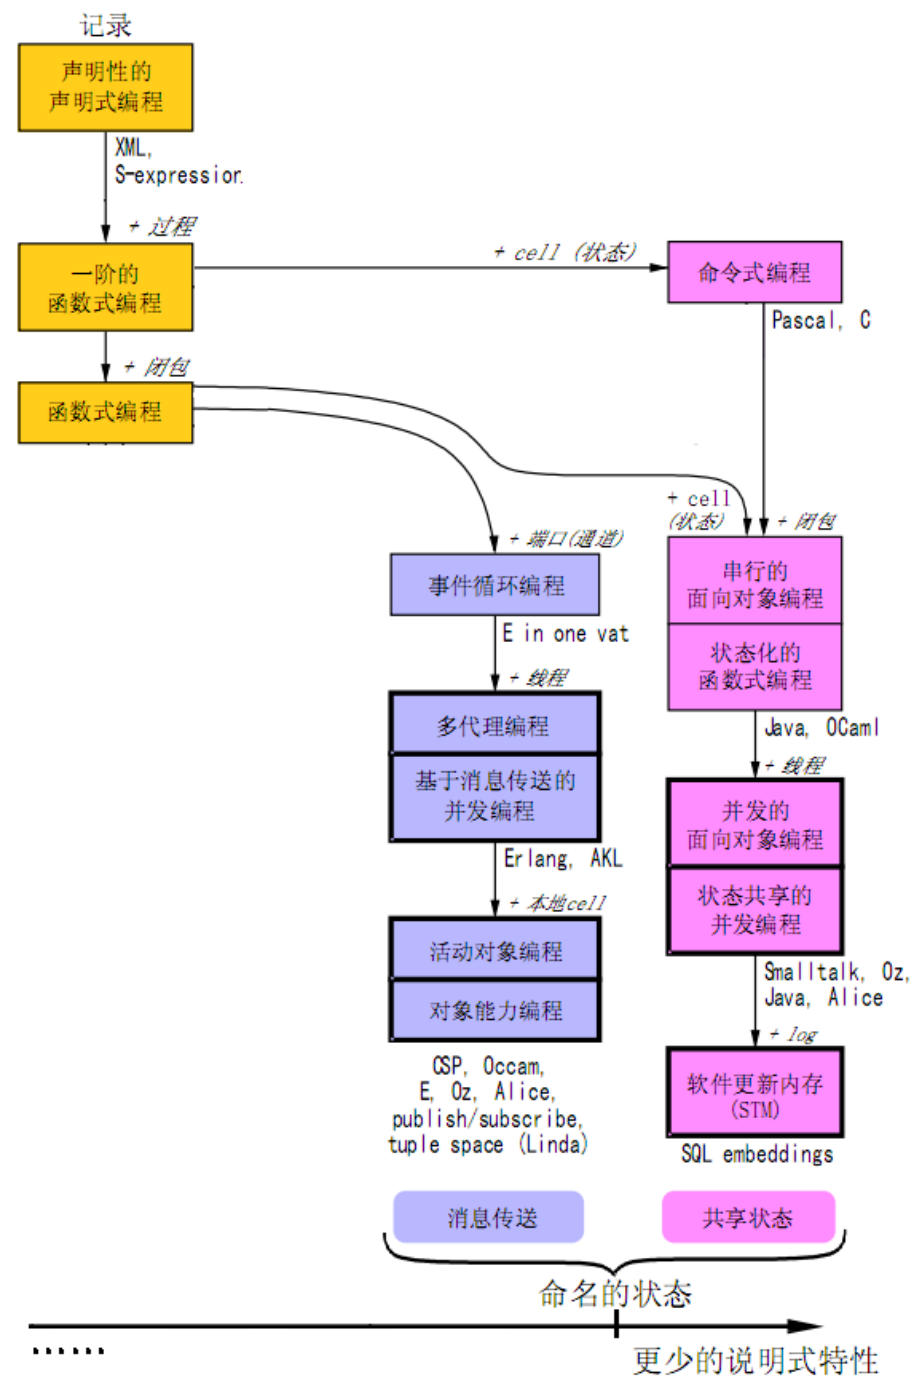 记录
声明性的
声明式编程
XML,
S-expressior.
+ 过程
一阶的
函数式编程
+ cell (状态)
命令式编程
Pascal, C
+ 闭包
函数式编程
+ cell
(状态)
+ 闭包
+ 端口(通道)
事件循环编程
E in one vat
串行的
面向对象编程
状态化的
函数式编程
Java, OCaml
+ 线程
多代理编程
基于消息传送的
并发编程
Erlang, AKL
+ 线程
并发的
面向对象编程
状态共享的
并发编程
Smalltalk, Oz,
Java, Alice
+ 本地cell
活动对象编程
对象能力编程
CSP, Occam,
E, Oz, Alice,
publish/subscribe,
tuple space (Linda)
+ log
软件更新内存
(STM)
SQL embeddings
消息传送
共享状态
命名的状态
......
更少的说明式特性